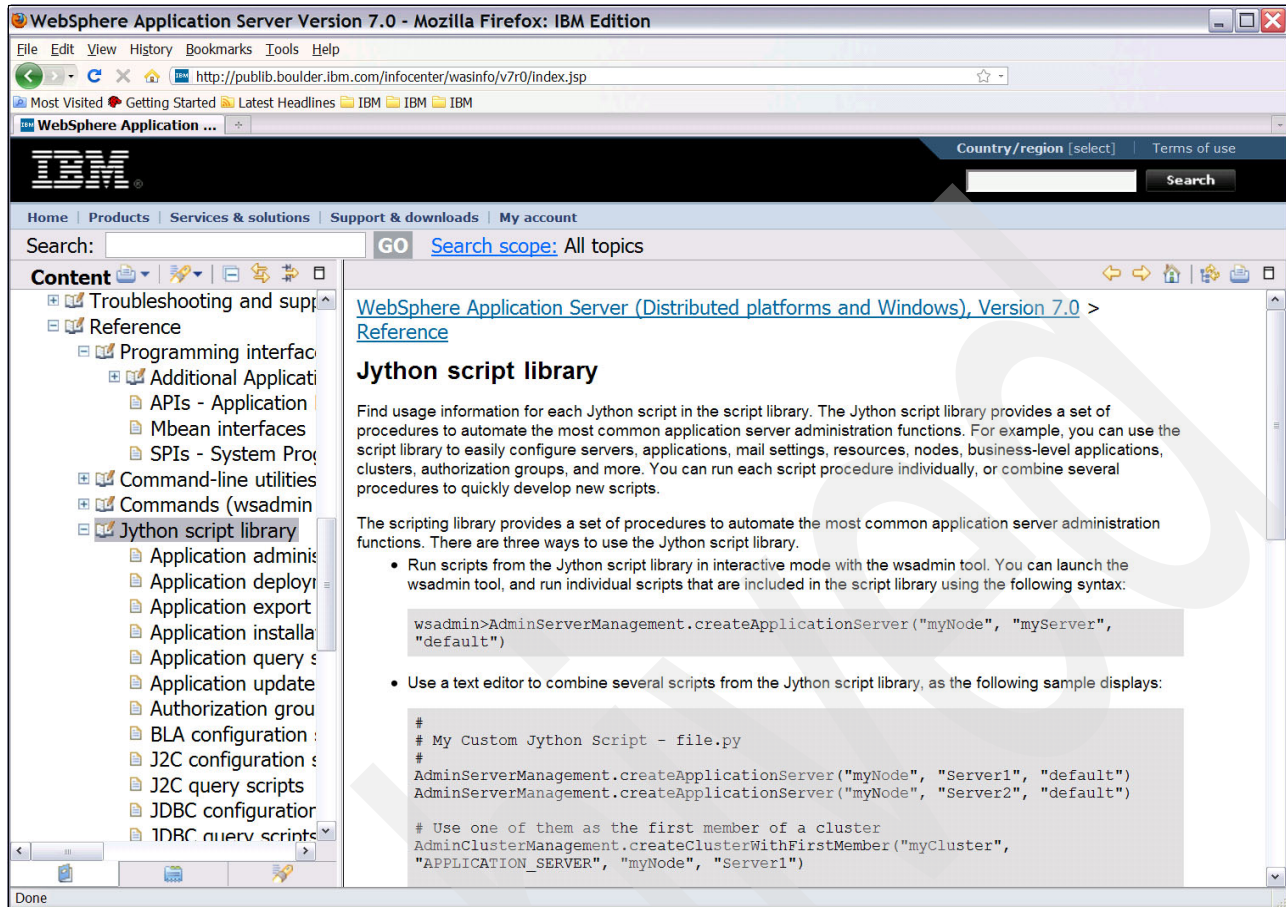 WebSphere Application Server Version 7.0 - Mozilla Firefox: IBM Edition
File Edit View History Bookmarks Tools Help
http://publib.boulder.ibm.com/infocenter/wasinfo/v7r0/index.jsp
Most Visited Getting Started Latest Headlines IBM IBM IBM
WebSphere Application ...
Country/region [select] Terms of use
IBM®
Search
Home | Products | Services & solutions | Support & downloads | My account
Search: GO Search scope: All topics
Content
Troubleshooting and supp
Reference
Programming interfac
Additional Applicati
APIs - Application
Mbean interfaces
SPIs - System Prog
Command-line utilities
Commands (wsadmin
Jython script library
Application adminis
Application deployr
Application export
Application installa
Application query s
Application update
Authorization grou
BLA configuration s
J2C configuration s
J2C query scripts
JDBC configuration
JDBC query scripts
WebSphere Application Server (Distributed platforms and Windows), Version 7.0 >
Reference
Jython script library
Find usage information for each Jython script in the script library. The Jython script library provides a set of
procedures to automate the most common application server administration functions. For example, you can use the
script library to easily configure servers, applications, mail settings, resources, nodes, business-level applications,
clusters, authorization groups, and more. You can run each script procedure individually, or combine several
procedures to quickly develop new scripts.
The scripting library provides a set of procedures to automate the most common application server administration
functions. There are three ways to use the Jython script library.
• Run scripts from the Jython script library in interactive mode with the wsadmin tool. You can launch the
wsadmin tool, and run individual scripts that are included in the script library using the following syntax:
wsadmin>AdminServerManagement.createApplicationServer("myNode", "myServer",
"default")
• Use a text editor to combine several scripts from the Jython script library, as the following sample displays:
#
# My Custom Jython Script - file.py
#
AdminServerManagement.createApplicationServer("myNode", "Server1", "default")
AdminServerManagement.createApplicationServer("myNode", "Server2", "default")
# Use one of them as the first member of a cluster
AdminClusterManagement.createClusterWithFirstMember("myCluster",
"APPLICATION_SERVER", "myNode", "Server1")
Done